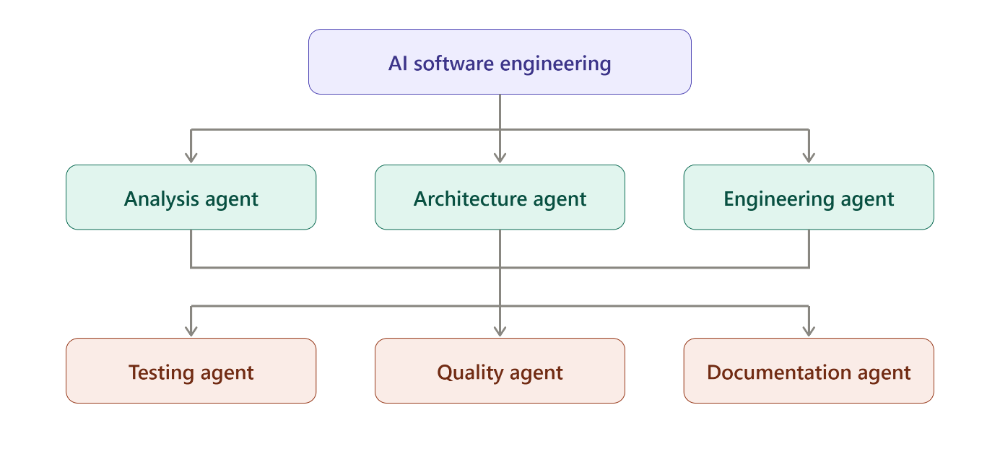 AI software engineering
Analysis agent
Architecture agent
Engineering agent
Testing agent
Quality agent
Documentation agent